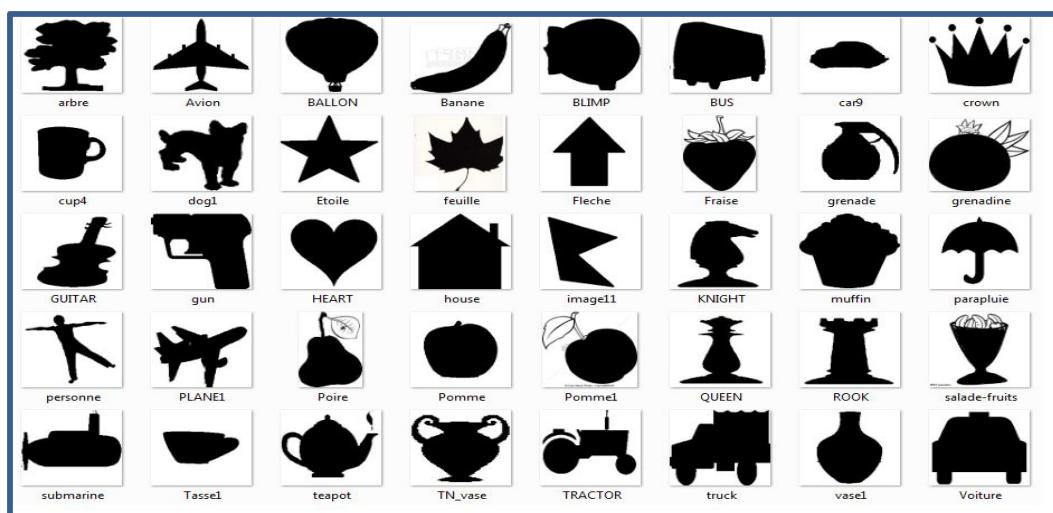 arbre Avion BALLON Banane BLIMP BUS car9 crown
cup4 dog1 Etoile feuille Fleche Fraise grenade grenadine
GUITAR gun HEART house image11 KNIGHT muffin parapluie
personne PLANE1 Poire Pomme Pomme1 QUEEN ROOK salade-fruits
submarine Tasse1 teapot TN_vase TRACTOR truck vase1 Voiture